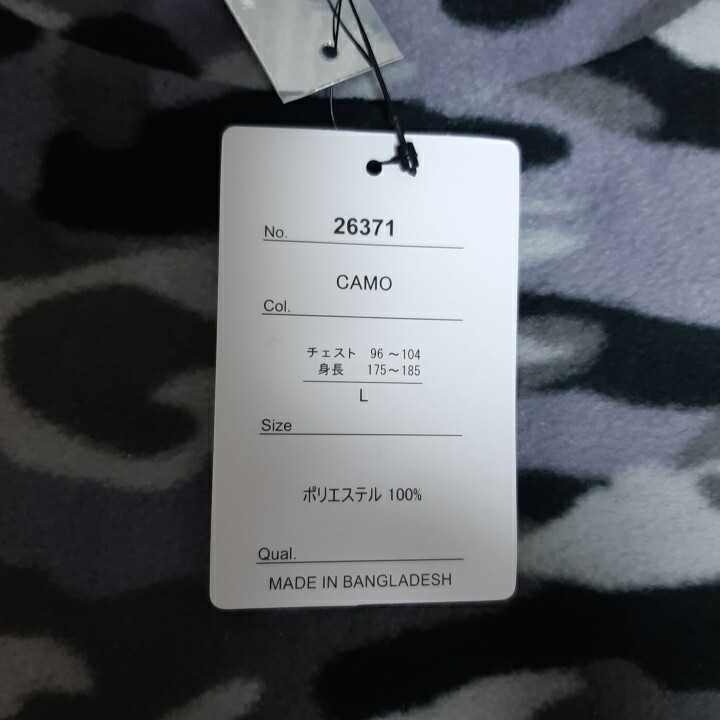 No. 26371
CAMO
Col.
チェスト 96～104
身長 175～185
L
Size
ポリエステル 100%
Qual.
MADE IN BANGLADESH